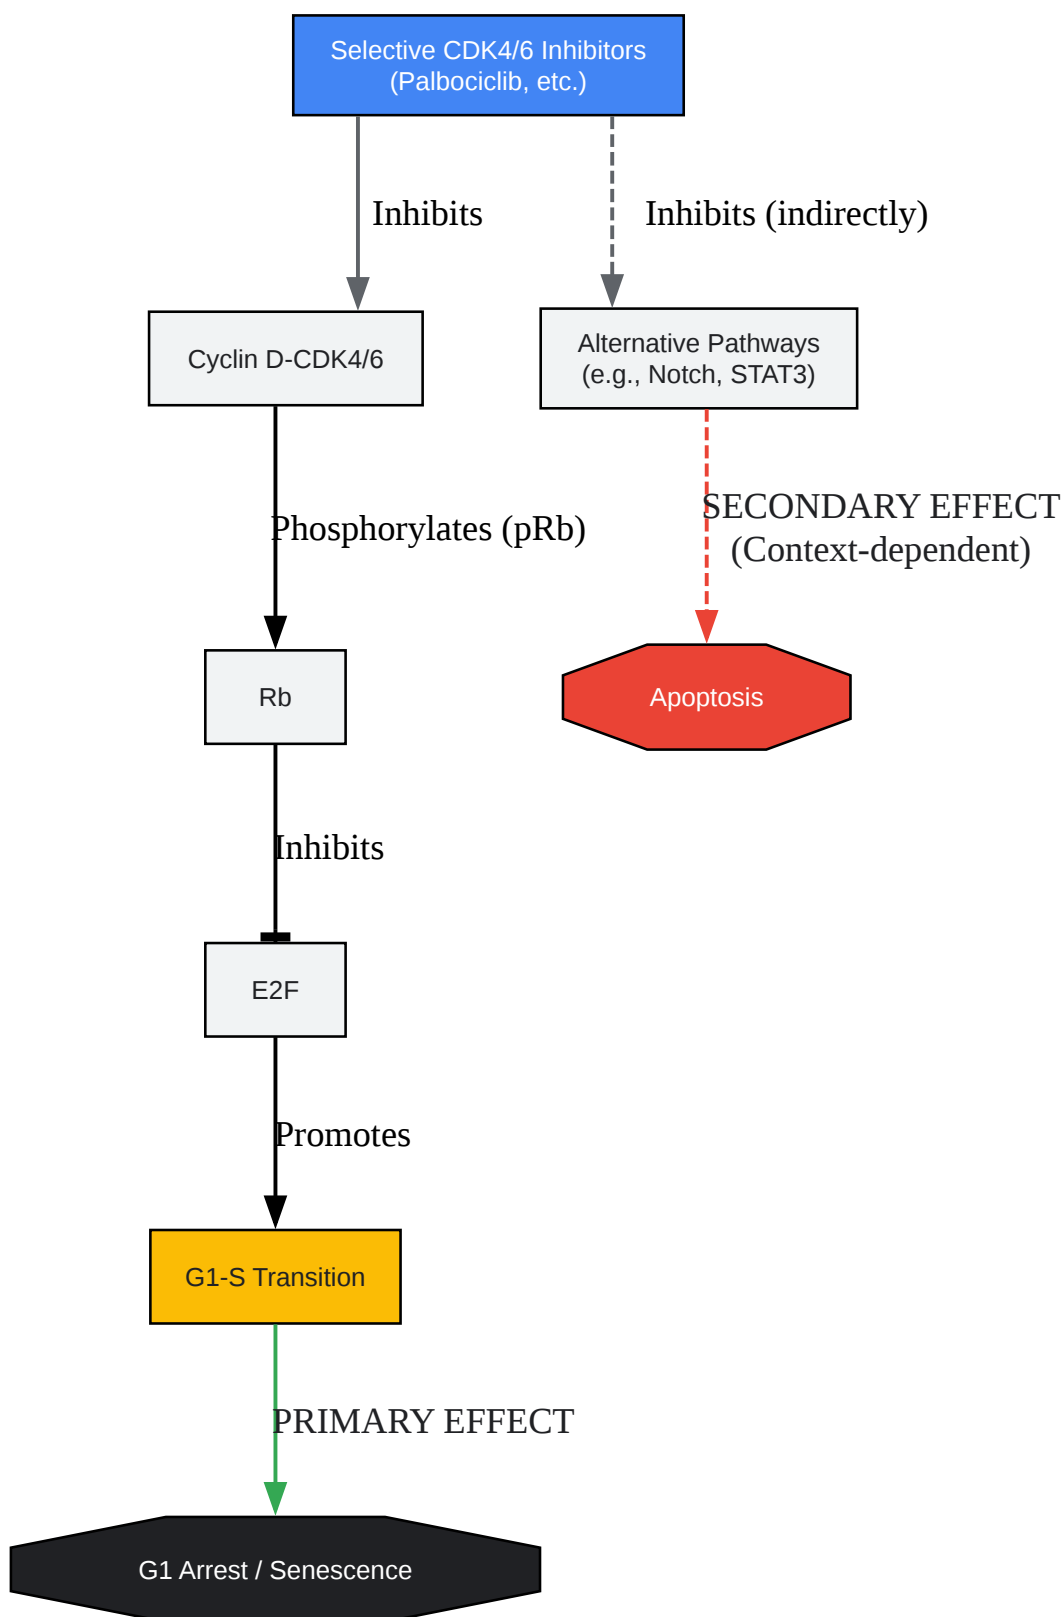 Selective CDK4/6 Inhibitors
(Palbociclib, etc.)
Inhibits
Inhibits (indirectly)
Cyclin D-CDK4/6
Alternative Pathways
(e.g., Notch, STAT3)
Phosphorylates (pRb)
SECONDARY EFFECT
(Context-dependent)
Rb
Apoptosis
Inhibits
E2F
Promotes
G1-S Transition
PRIMARY EFFECT
G1 Arrest / Senescence